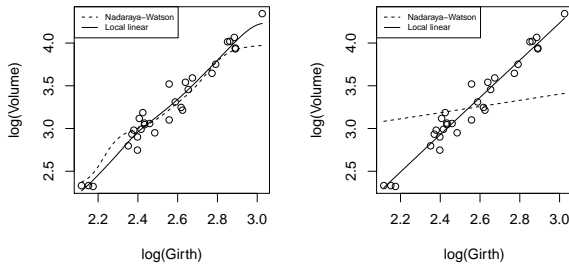 Nadaraya-Watson
Local linear
log(Volume)
4.0
3.5
3.0
2.5
2.2 2.4 2.6 2.8 3.0
log(Girth)
Nadaraya-Watson
Local linear
log(Volume)
4.0
3.5
3.0
2.5
2.2 2.4 2.6 2.8 3.0
log(Girth)